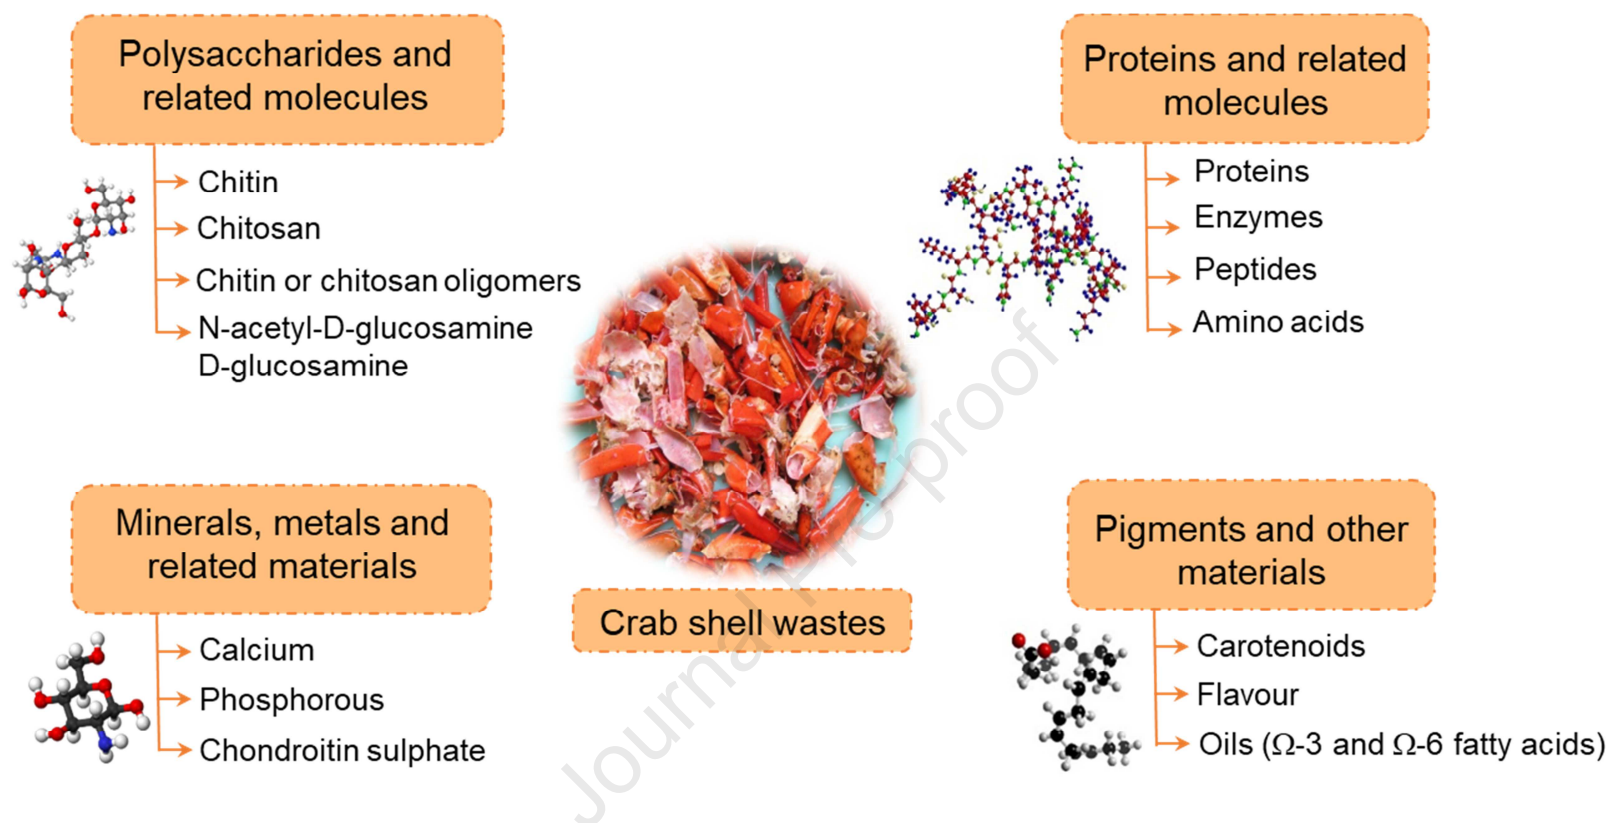 Polysaccharides and
related molecules
Chitin
Chitosan
Chitin or chitosan oligomers
N-acetyl-D-glucosamine
D-glucosamine
Proteins and related
molecules
Proteins
Enzymes
Peptides
Amino acids
Crab shell wastes
Minerals, metals and
related materials
Calcium
Phosphorous
Chondroitin sulphate
Pigments and other
materials
Carotenoids
Flavour
Oils (Ω-3 and Ω-6 fatty acids)
Journal Pre-proof